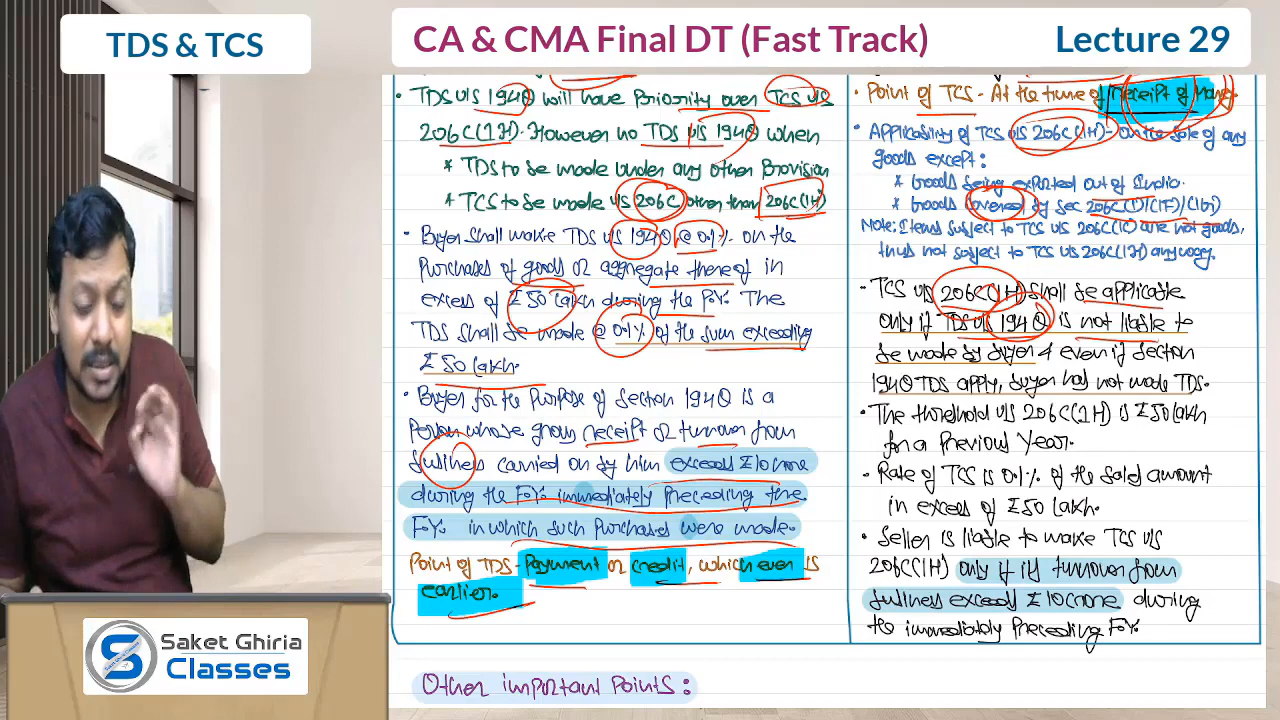 TDS & TCS
CA & CMA Final DT (Fast Track)
Lecture 29
• TDS u/s 194Q will have Priority over TCS u/s
206C(1H). However no TDS u/s 194Q when
* TDS to be made under any other Provision
* TCS to be made u/s 206C other than 206C(1H)
• Buyer shall make TDS u/s 194Q @ 0.1% on the
Purchases of goods or aggregate there of in
excess of ₹ 50 lakh during the F.Y. The
TDS shall be made @ 0.1% of the sum exceeding
₹ 50 lakh.
• Buyer for the Purpose of Section 194Q is a
Person whose gross receipt or turnover from
business carried on by him exceeds ₹ 10 crore
during the F.Y. immediately Preceding the
F.Y. in which such Purchases were made.
Point of TDS - Payment or credit, which ever is
earlier.
• Point of TCS - At the time of receipt of
• Applicability of TCS u/s 206C(1H) - On the sale of any
goods except:
* Goods being exported out of India.
* Goods covered by sec 206C(1)/(1F)/(1G)
Note: Items subject to TCS u/s 206C(1C) are not goods,
thus not subject to TCS u/s 206C(1H) anyway.
• TCS u/s 206C(1H) shall be applicable
only if TDS u/s 194Q is not liable to
be made by buyer & even if Section
194Q TDS apply, buyer has not made TDS.
• The threshold u/s 206C(1H) is ₹ 50 lakh
for a Previous Year.
• Rate of TCS is 0.1% of the sales amount
in excess of ₹ 50 lakh.
• Seller is liable to make TCS u/s
206C(1H) only if it turnover from
business exceeds ₹ 10 crore during
the immediately Preceding F.Y.
Other important Points:
S
Saket Ghiria
Classes